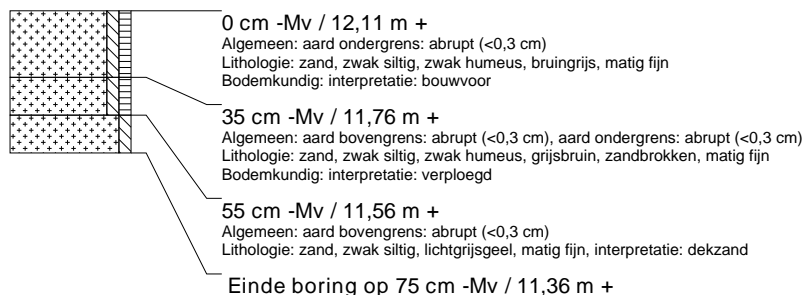 0 cm -Mv / 12,11 m +
Algemeen: aard ondergrens: abrupt (<0,3 cm)
Lithologie: zand, zwak siltig, zwak humeus, bruingrijs, matig fijn
Bodemkundig: interpretatie: bouwvoor
35 cm -Mv / 11,76 m +
Algemeen: aard bovengrens: abrupt (<0,3 cm), aard ondergrens: abrupt (<0,3 cm)
Lithologie: zand, zwak siltig, zwak humeus, grijsbruin, zandbrokken, matig fijn
Bodemkundig: interpretatie: verploegd
55 cm -Mv / 11,56 m +
Algemeen: aard bovengrens: abrupt (<0,3 cm)
Lithologie: zand, zwak siltig, lichtgrijsgeel, matig fijn, interpretatie: dekzand
Einde boring op 75 cm -Mv / 11,36 m +